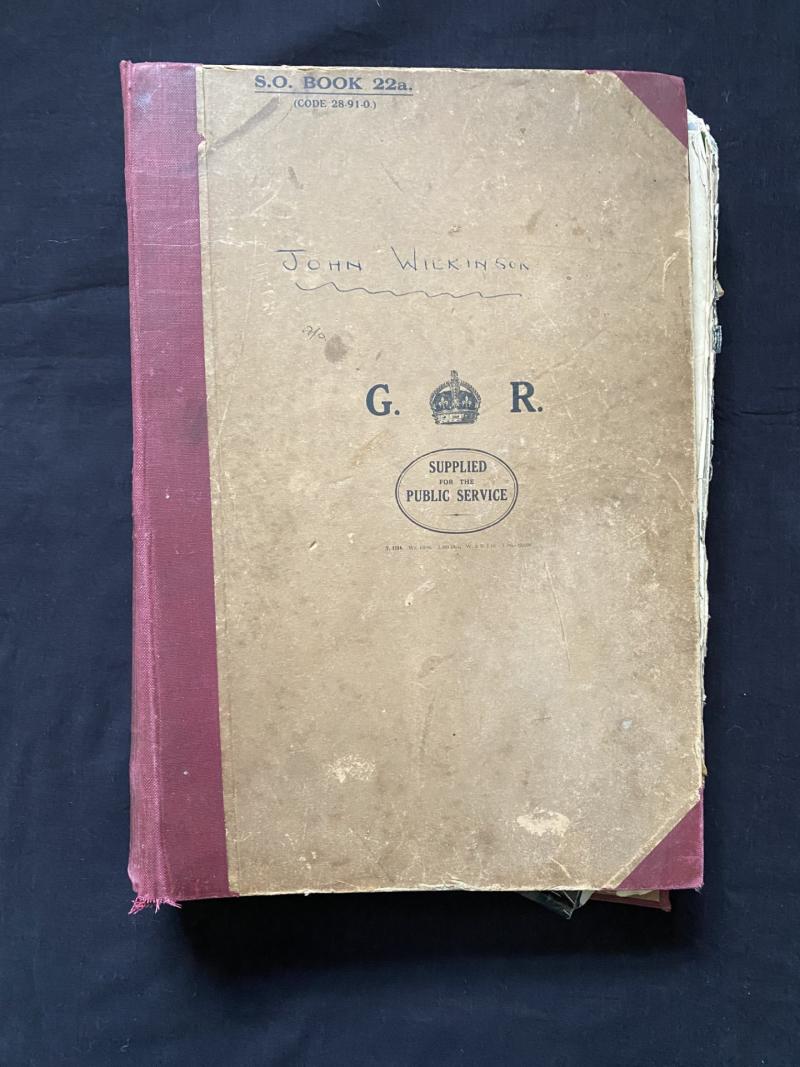 S.O. BOOK 22a.
(CODE 28-91-0.)
JOHN WILKINSON
G. R.
SUPPLIED
FOR THE
PUBLIC SERVICE